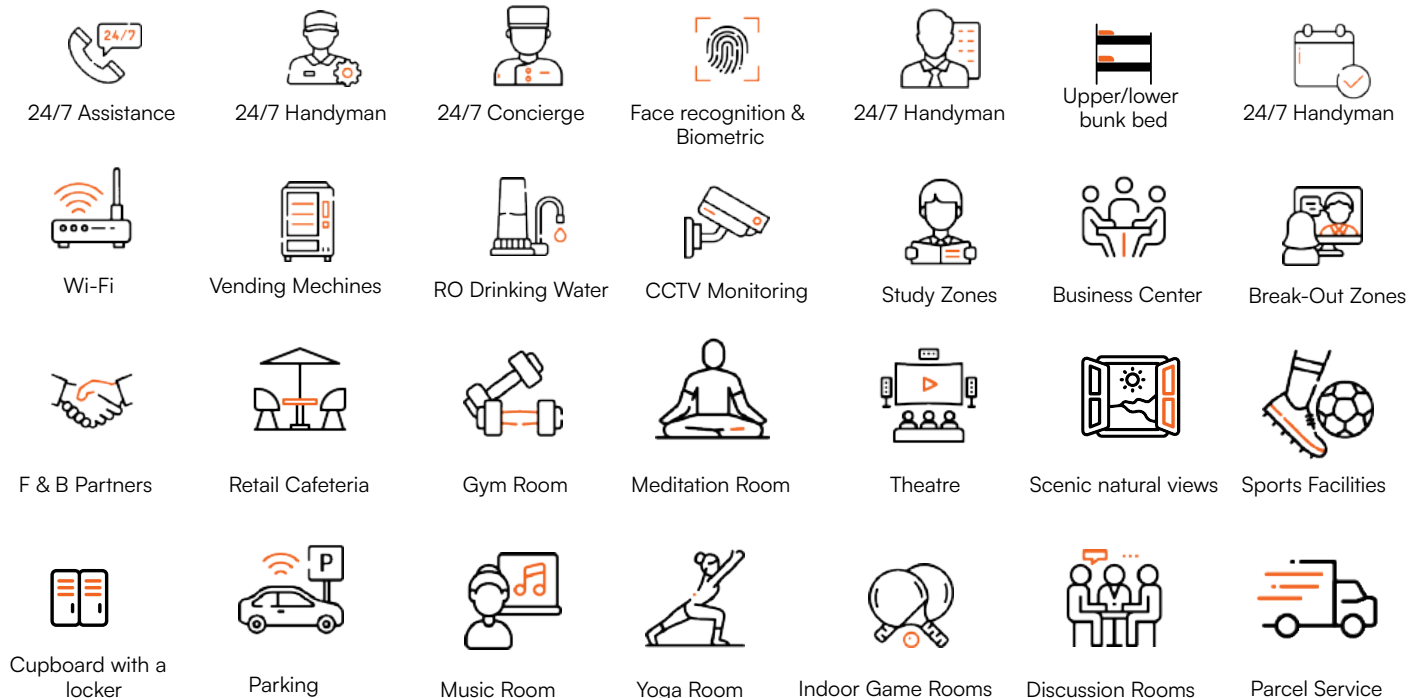 24/7
24/7 Assistance
24/7 Handyman
24/7 Concierge
Face recognition &
Biometric
24/7 Handyman
Upper/lower
bunk bed
24/7 Handyman
Wi-Fi
Vending Mechines
RO Drinking Water
CCTV Monitoring
Study Zones
Business Center
Break-Out Zones
F & B Partners
Retail Cafeteria
Gym Room
Meditation Room
Theatre
Scenic natural views
Sports Facilities
Cupboard with a
locker
P
Parking
Music Room
Yoga Room
Indoor Game Rooms
Discussion Rooms
Parcel Service